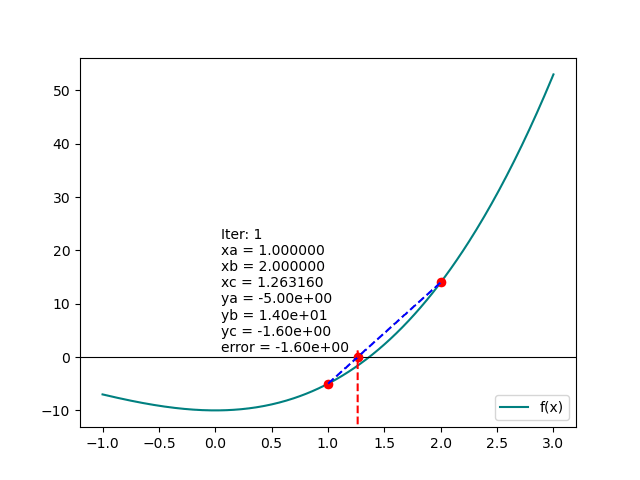 50
40
30
20
10
0
−10
Iter: 1
xa = 1.000000
xb = 2.000000
xc = 1.263160
ya = -5.00e+00
yb = 1.40e+01
yc = -1.60e+00
error = -1.60e+00
f(x)
−1.0 −0.5 0.0 0.5 1.0 1.5 2.0 2.5 3.0